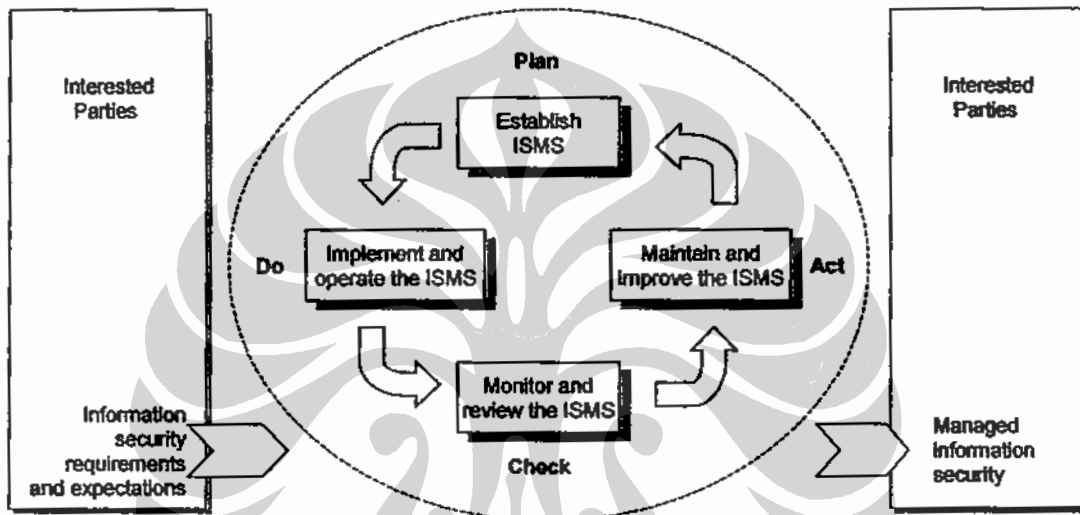 Interested
Parties
Information
security
requirements
and expectations
Plan
Establish
ISMS
Do
Implement and
operate the ISMS
Maintain and
improve the ISMS
Act
Monitor and
review the ISMS
Check
Interested
Parties
Managed
information
security